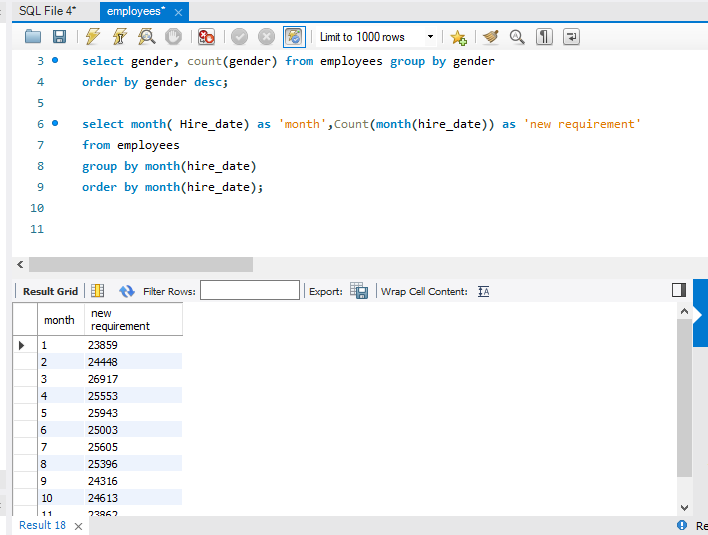 SQL File 4* employees* ×
Limit to 1000 rows
3 select gender, count(gender) from employees group by gender
4 order by gender desc;
5
6 select month( Hire_date) as 'month',Count(month(hire_date)) as 'new requirement'
7 from employees
8 group by month(hire_date)
9 order by month(hire_date);
10
11
Result Grid Filter Rows: Export: Wrap Cell Content:
month new requirement
1 23859
2 24448
3 26917
4 25553
5 25943
6 25003
7 25605
8 25396
9 24316
10 24613
11 23862
Result 18 × Re